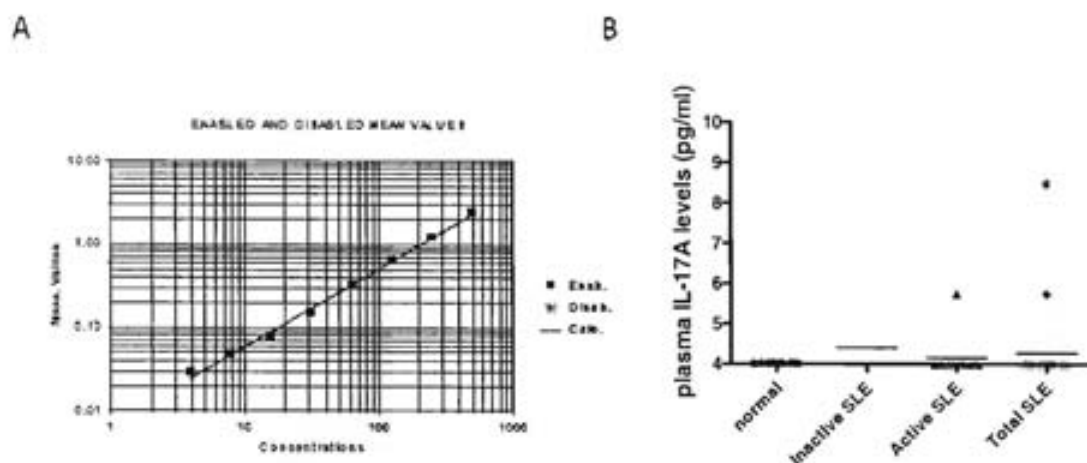 A
B
ENABLED AND DISABLED MEAN VALUES
10.00
1.00
0.10
0.01
1
10
100
1000
Concentrations
Meas. Values
Enab.
Disab.
Calc.
plasma IL-17A levels (pg/ml)
10
9
8
7
6
5
4
normal
Inactive SLE
Active SLE
Total SLE